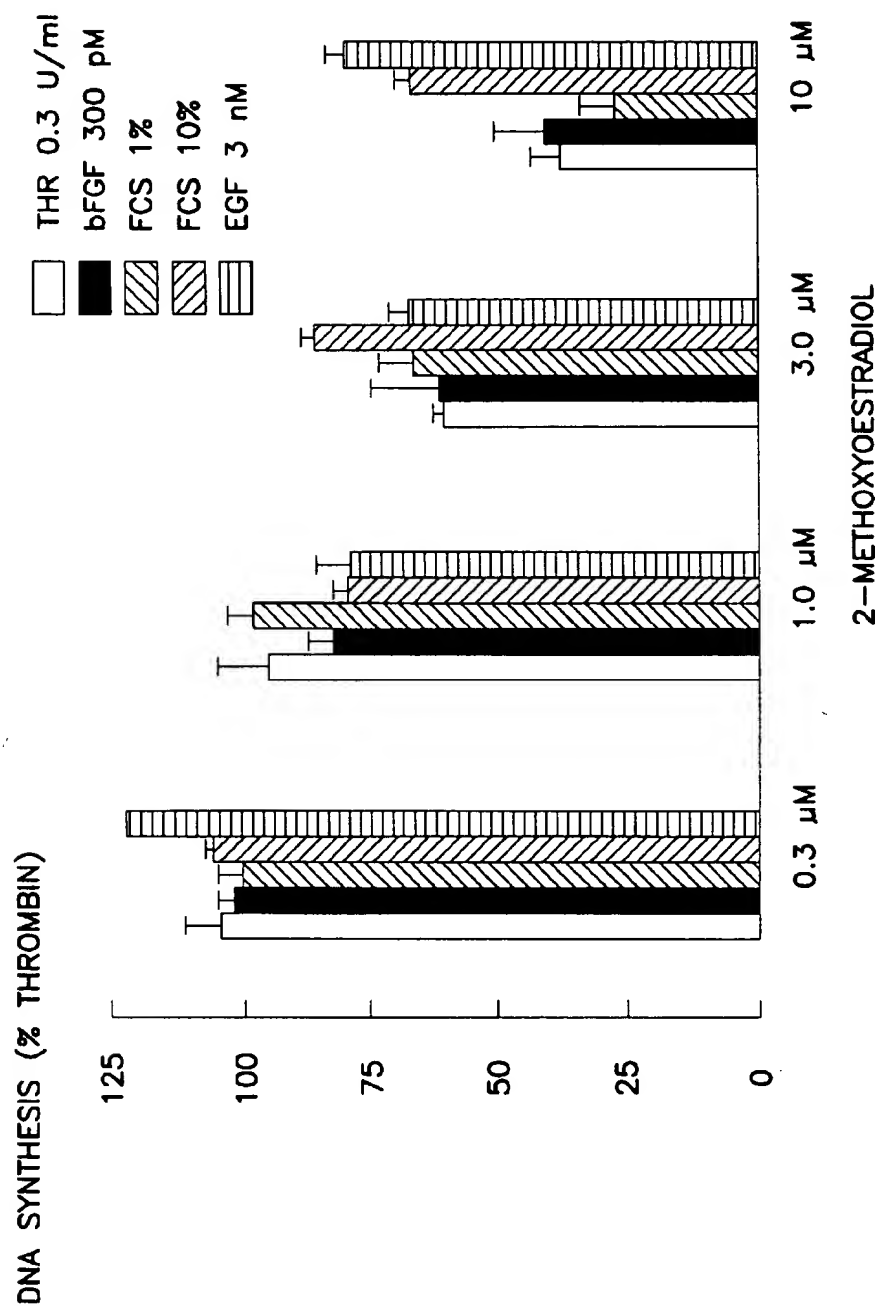 DNA SYNTHESIS (% THROMBIN)
THR 0.3 U/ml
bFGF 300 pM
FCS 1%
FCS 10%
EGF 3 nM
125
100
75
50
25
0
0.3 μM
1.0 μM
3.0 μM
10 μM
2-METHOXYOESTRADIOL